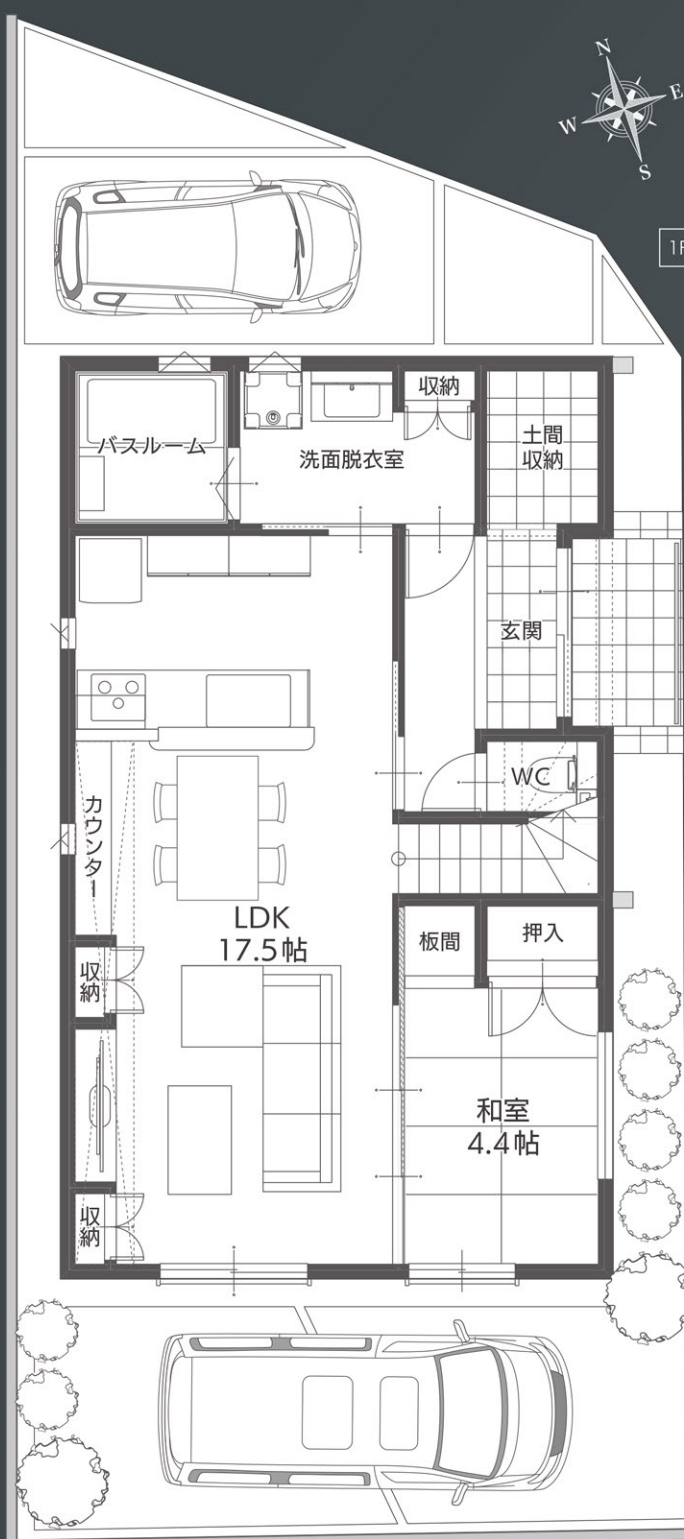 N
E
W
S
1F
収納
バスルーム
洗面脱衣室
土間
収納
玄関
WC
カウンター
LDK
17.5帖
板間
押入
収納
和室
4.4帖
収納